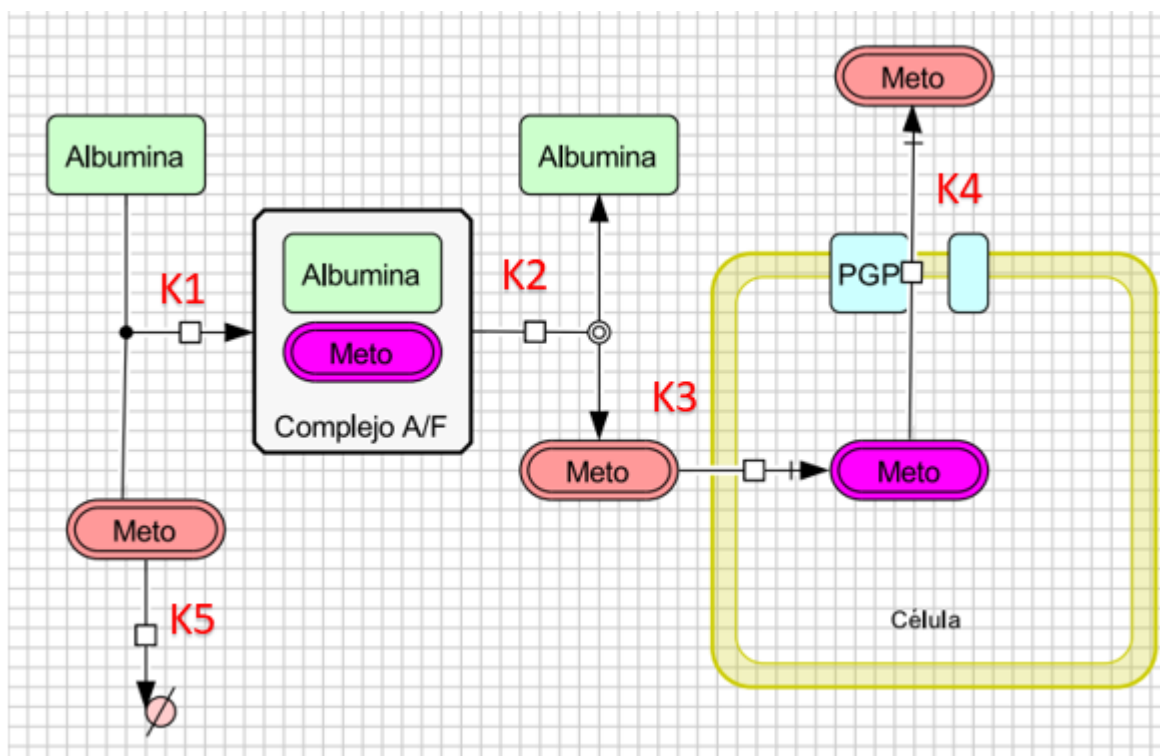 Meto
Albumina
Albumina
K4
K1
Albumina
K2
PGP
Meto
Complejo A/F
K3
Meto
Meto
Meto
K5
Célula